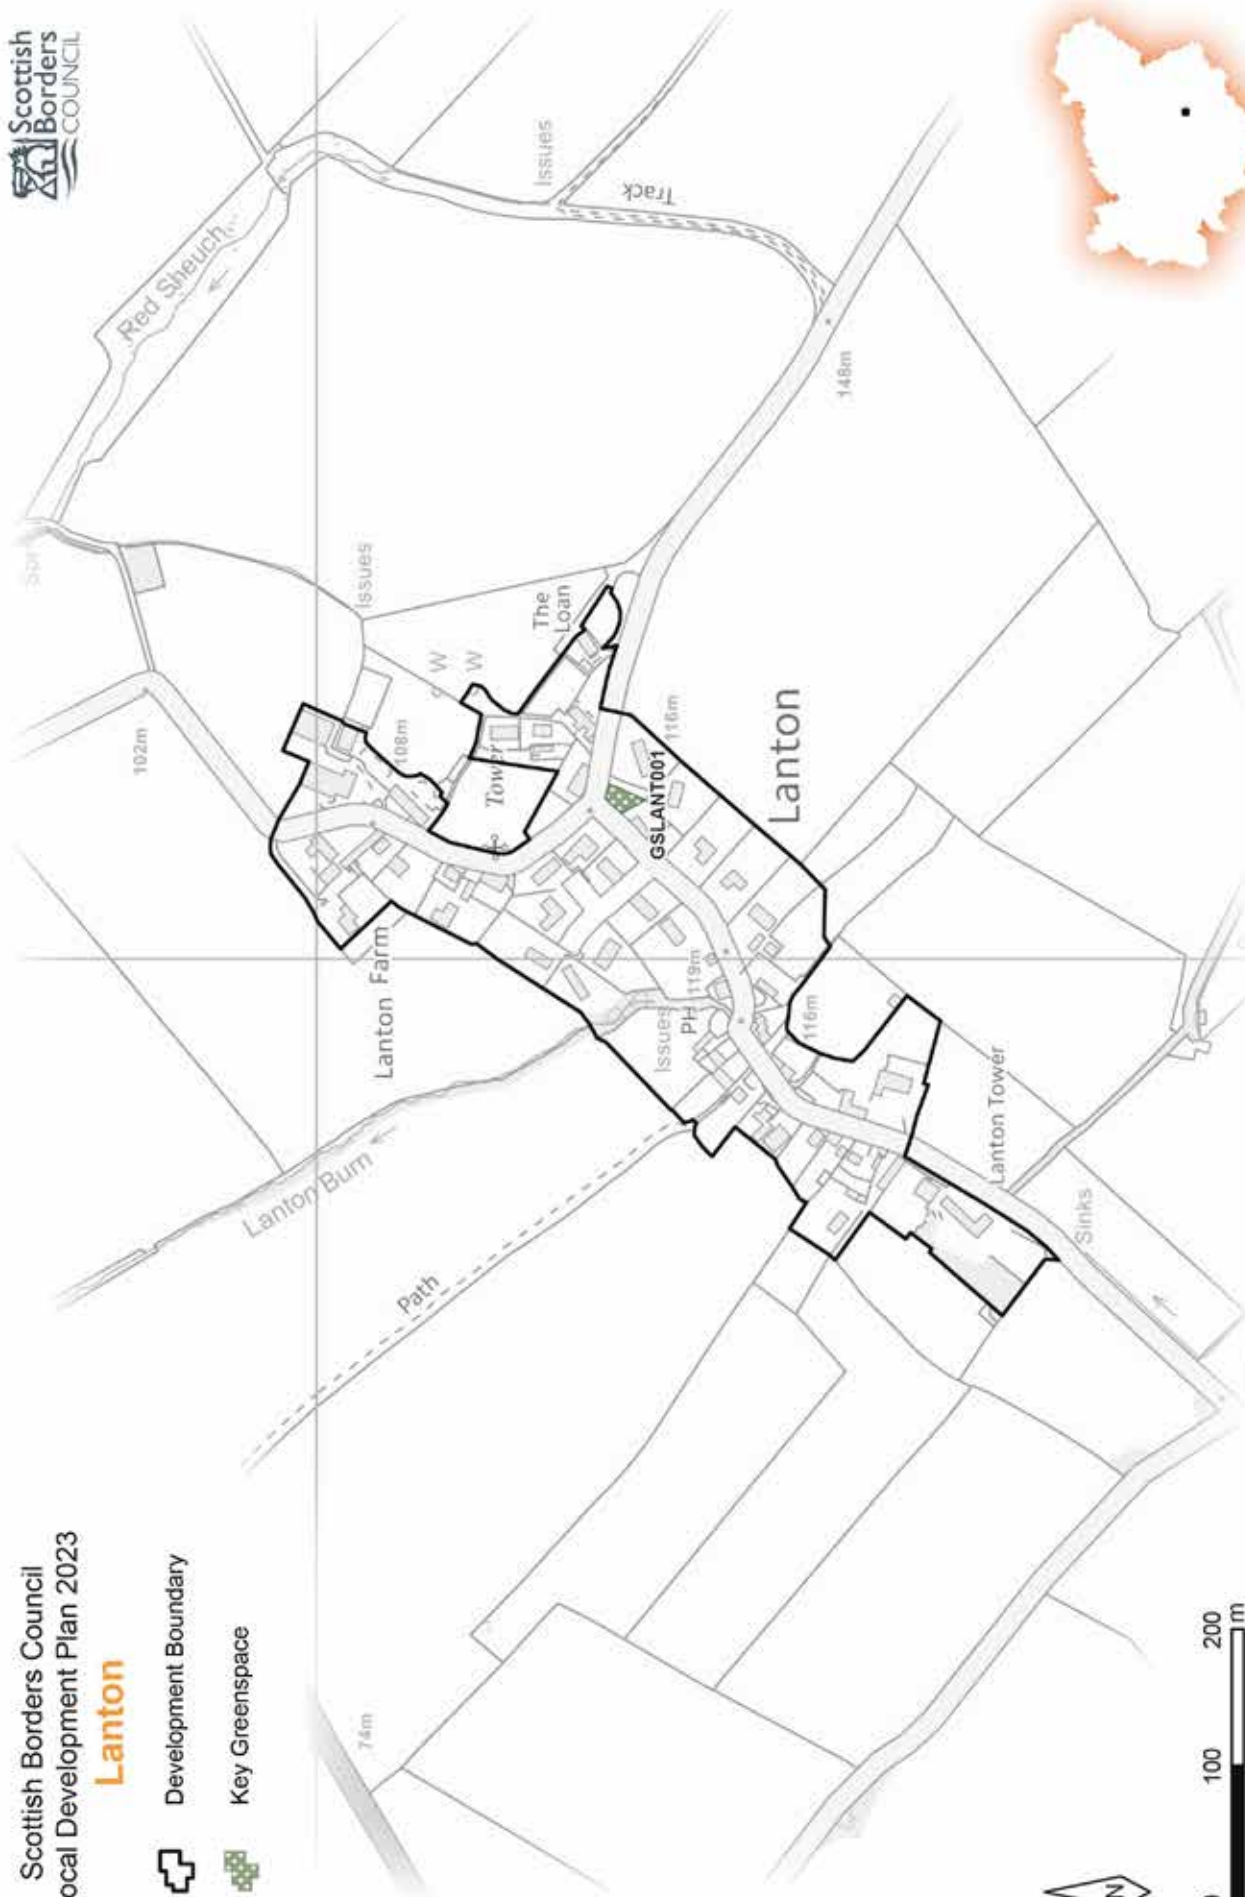 Scottish Borders Council
ocal Development Plan 2023
Lanton
Development Boundary
Key Greenspace
Scottish
Borders
COUNCIL
74m
Path
Lanton Burn
Lanton Farm
102m
Red Sheuch
Issues
Track
Issues
108m
W
W
Tower
The
Loan
GSLANT001
116m
148m
Lanton
Issues
PH
119m
116m
Lanton Tower
Sinks
N
100
200
m